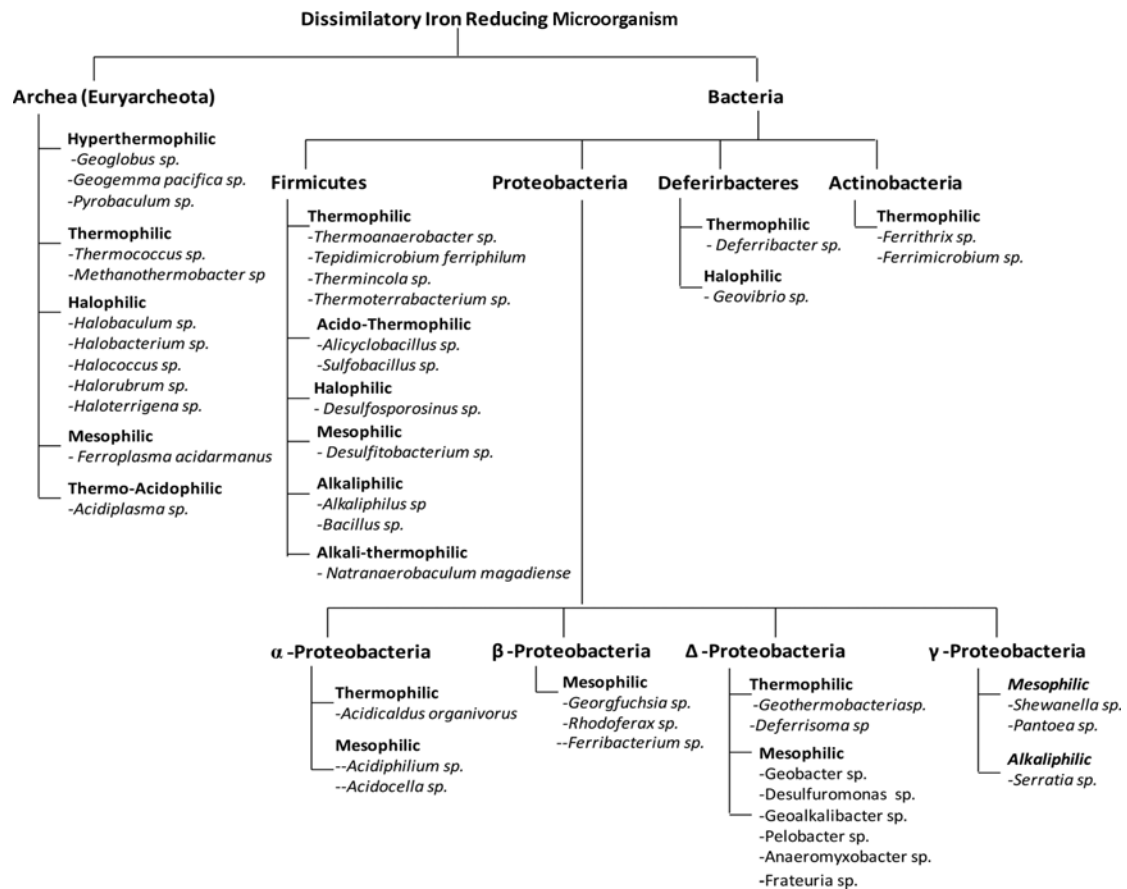 Dissimilatory Iron Reducing Microorganism
Archea (Euryarcheota)
Hyperthermophilic
-Geoglobus sp.
-Geogemma pacifica sp.
-Pyrobaculum sp.
Thermophilic
-Thermococcus sp.
-Methanothermobacter sp
Halophilic
-Halobaculum sp.
-Halobacterium sp.
-Halococcus sp.
-Halorubrum sp.
-Haloterrigena sp.
Mesophilic
- Ferroplasma acidarmanus
Thermo-Acidophilic
-Acidiplasma sp.
Bacteria
Firmicutes
Thermophilic
-Thermoanaerobacter sp.
-Tepidimicrobium ferriphilum
-Thermincola sp.
-Thermoterrabacterium sp.
Acido-Thermophilic
-Alicyclobacillus sp.
-Sulfobacillus sp.
Halophilic
- Desulfosporosinus sp.
Mesophilic
- Desulfitobacterium sp.
Alkaliphilic
-Alkaliphilus sp
-Bacillus sp.
Alkali-thermophilic
- Natranaerobaculum magadiense
Proteobacteria
Deferirbacteres
Thermophilic
- Deferribacter sp.
Halophilic
- Geovibrio sp.
Actinobacteria
Thermophilic
-Ferrithrix sp.
-Ferrimicrobium sp.
α -Proteobacteria
Thermophilic
-Acidicaldus organivorus
Mesophilic
--Acidiphilium sp.
--Acidocella sp.
β -Proteobacteria
Mesophilic
-Georgfuchsia sp.
-Rhodoferax sp.
--Ferribacterium sp.
Δ -Proteobacteria
Thermophilic
-Geothermobacteriasp.
-Deferrisoma sp
Mesophilic
-Geobacter sp.
-Desulfuromonas sp.
-Geoalkalibacter sp.
-Pelobacter sp.
-Anaeromyxobacter sp.
-Frateuria sp.
γ -Proteobacteria
Mesophilic
-Shewanella sp.
-Pantoea sp.
Alkaliphilic
-Serratia sp.